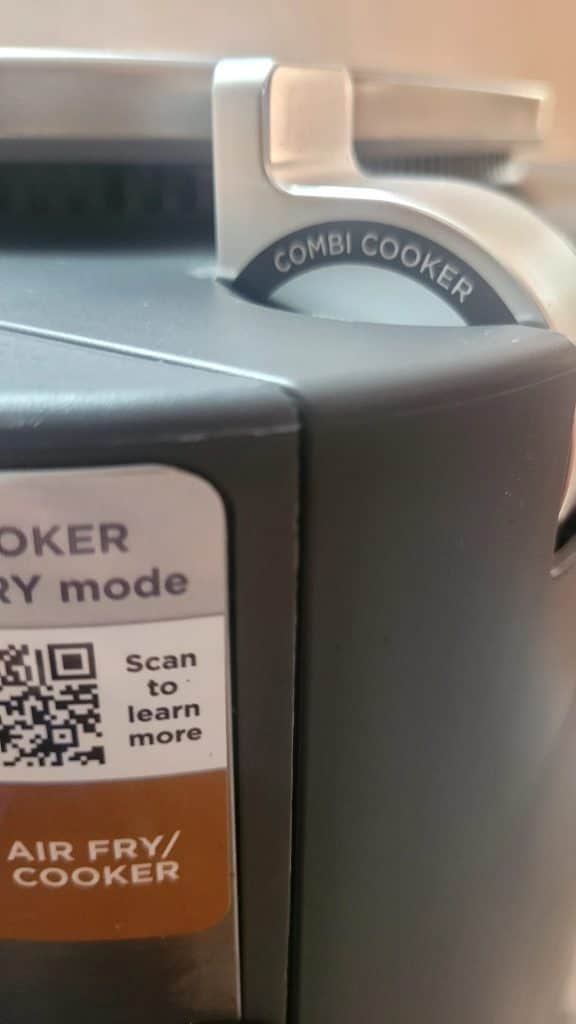 COMBI COOKER
OKER
RY mode
Scan
to
learn
more
AIR FRY/
COOKER